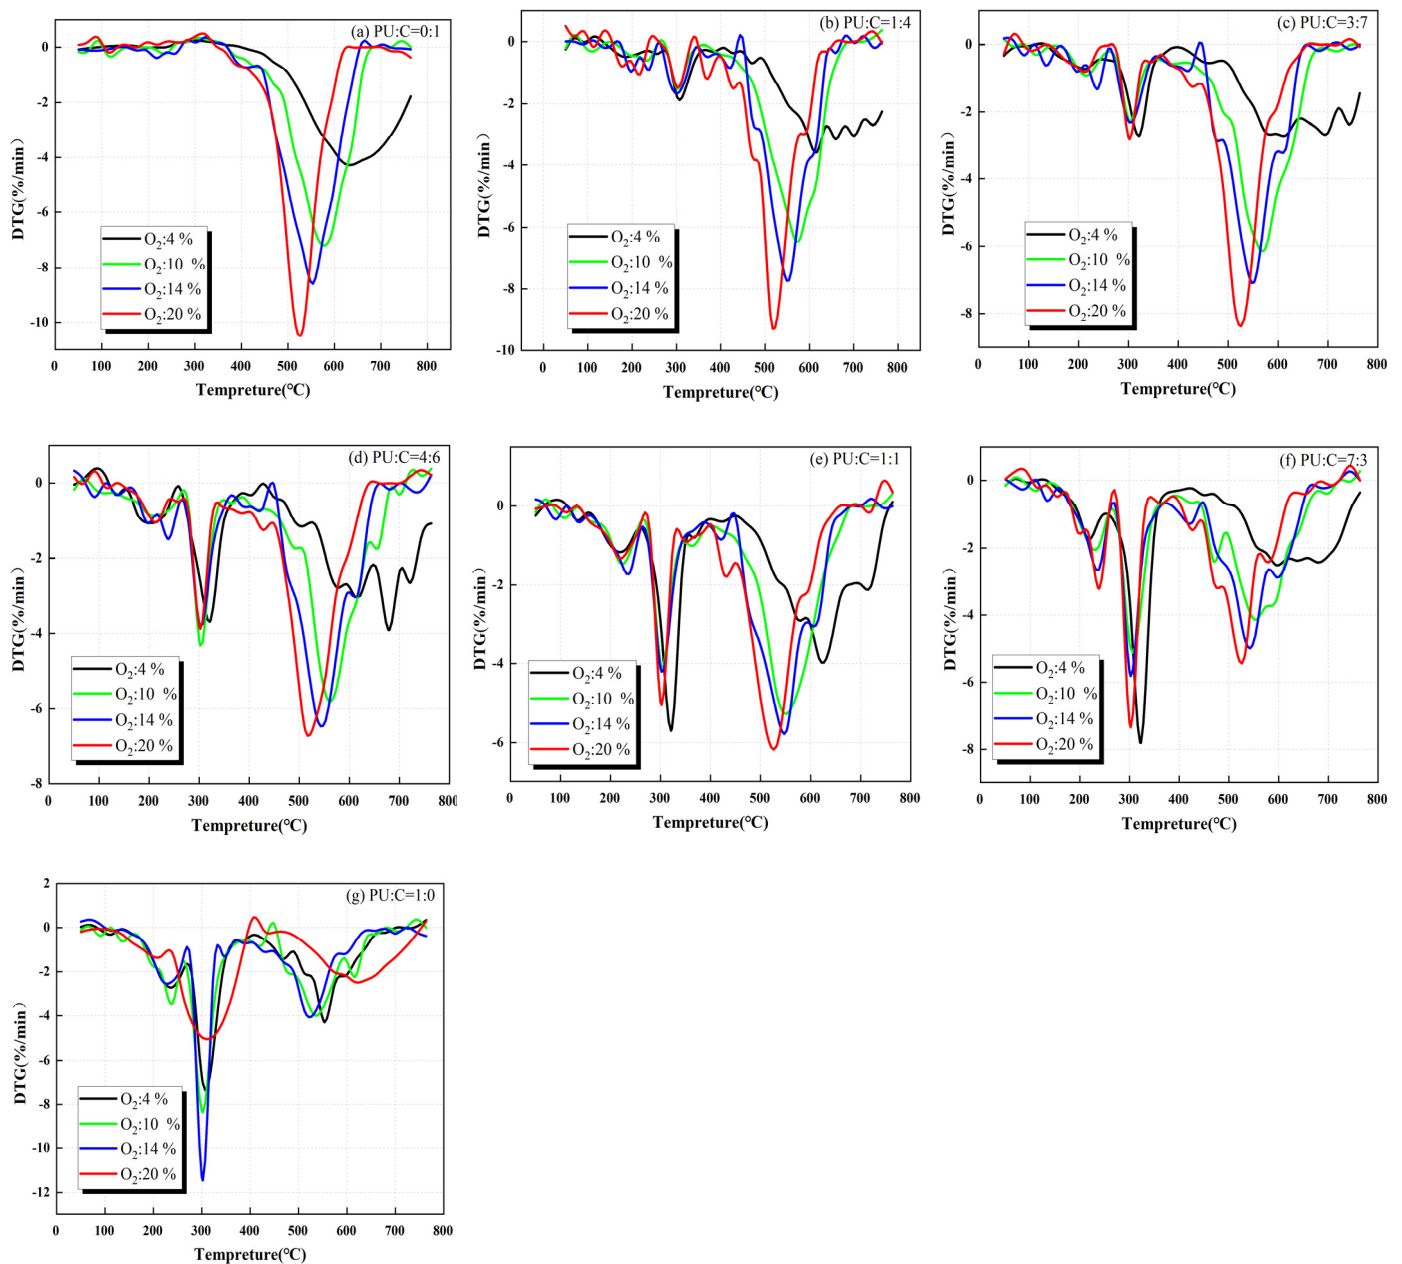 (a) PU:C=0:1
0
-2
-4
-6
-8
-10
DTG(%/min)
O2:4 %
O2:10 %
O2:14 %
O2:20 %
0 100 200 300 400 500 600 700 800
Tempreture(℃)
(b) PU:C=1:4
0
-2
-4
-6
-8
-10
DTG(%/min)
O2:4 %
O2:10 %
O2:14 %
O2:20 %
0 100 200 300 400 500 600 700 800
Tempreture(℃)
(c) PU:C=3:7
0
-2
-4
-6
-8
DTG(%/min)
O2:4 %
O2:10 %
O2:14 %
O2:20 %
0 100 200 300 400 500 600 700 800
Tempreture(℃)
(d) PU:C=4:6
0
-2
-4
-6
-8
DTG(%/min)
O2:4 %
O2:10 %
O2:14 %
O2:20 %
0 100 200 300 400 500 600 700 800
Tempreture(℃)
(e) PU:C=1:1
0
-2
-4
-6
DTG(%/min)
O2:4 %
O2:10 %
O2:14 %
O2:20 %
0 100 200 300 400 500 600 700 800
Tempreture(℃)
(f) PU:C=7:3
0
-2
-4
-6
-8
DTG(%/min)
O2:4 %
O2:10 %
O2:14 %
O2:20 %
0 100 200 300 400 500 600 700 800
Tempreture(℃)
(g) PU:C=1:0
2
0
-2
-4
-6
-8
-10
-12
DTG(%/min)
O2:4 %
O2:10 %
O2:14 %
O2:20 %
0 100 200 300 400 500 600 700 800
Tempreture(℃)